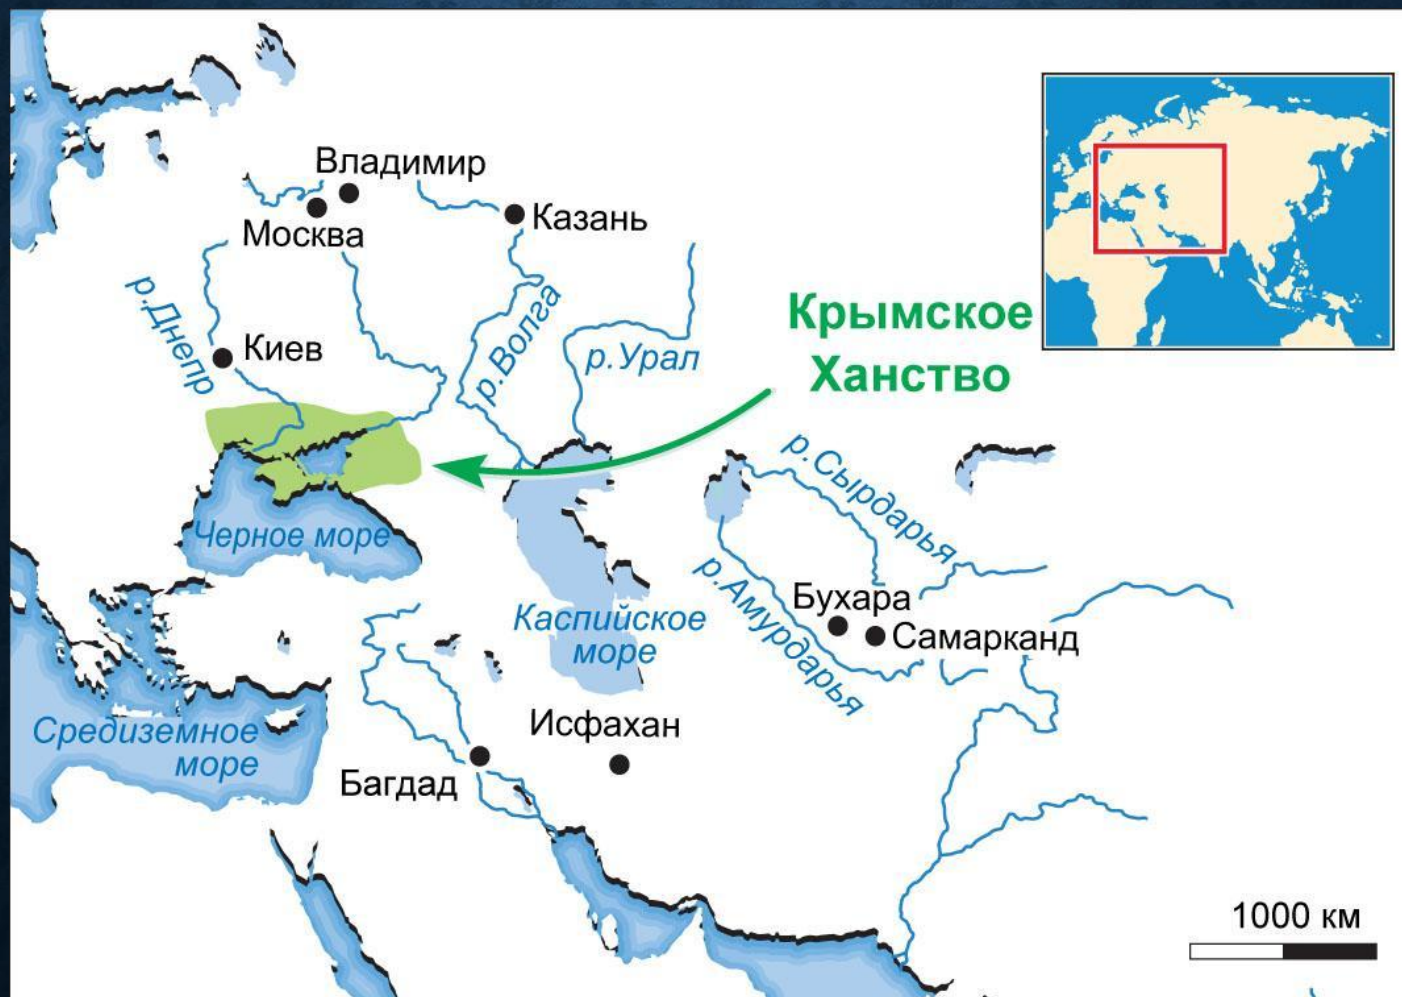 Владимир
Москва
Казань
р.Днепр
Киев
р.Волга
р.Урал
Крымское
Ханство
р.Сырдарья
Черное море
р.Амурдарья
Бухара
Самарканд
Каспийское
море
Исфахан
Средиземное
море
Багдад
1000 км